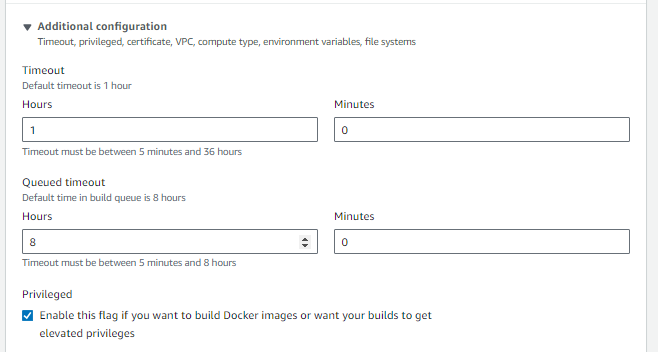 Additional configuration
Timeout, privileged, certificate, VPC, compute type, environment variables, file systems
Timeout
Default timeout is 1 hour
Hours Minutes
1 0
Timeout must be between 5 minutes and 36 hours
Queued timeout
Default time in build queue is 8 hours
Hours Minutes
8 0
Timeout must be between 5 minutes and 8 hours
Privileged
Enable this flag if you want to build Docker images or want your builds to get
elevated privileges